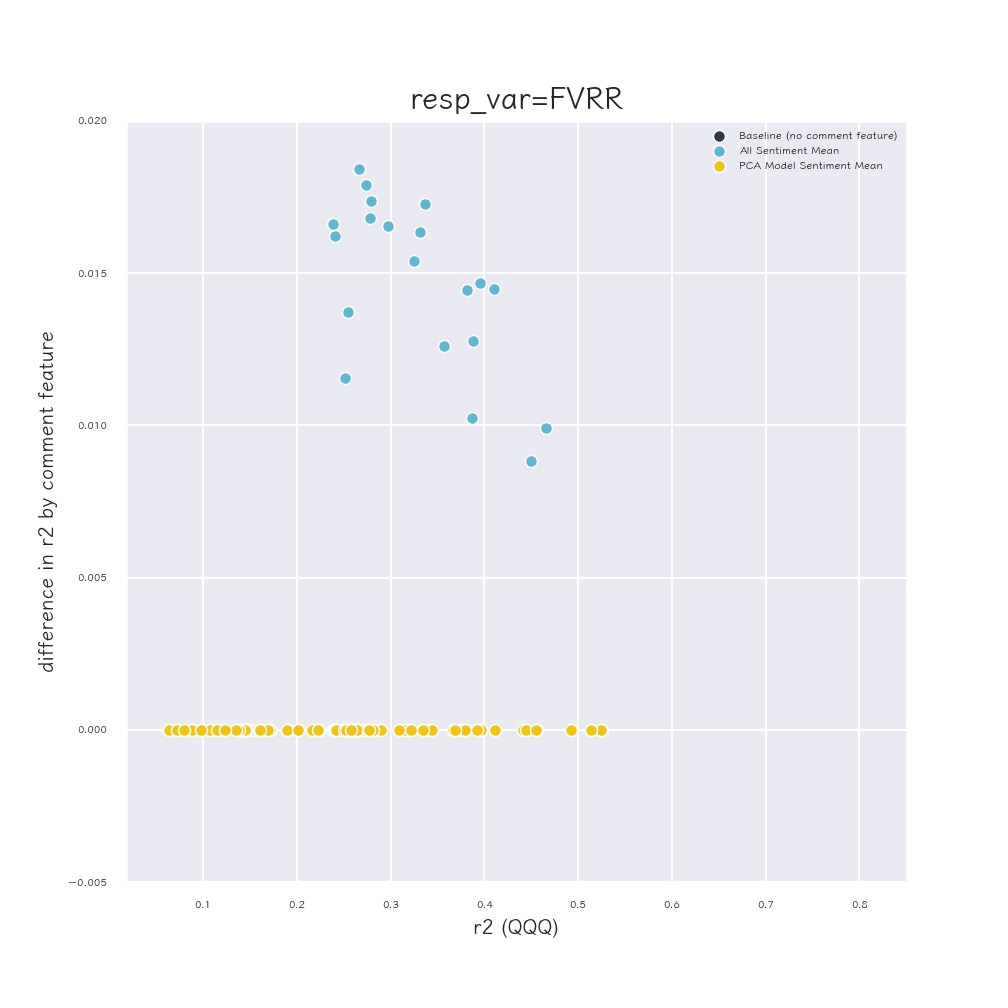 resp_var=FVRR
0.020
Baseline (no comment feature)
All Sentiment Mean
PCA Model Sentiment Mean
0.015
0.010
0.005
0.000
−0.005
difference in r2 by comment feature
0.1 0.2 0.3 0.4 0.5 0.6 0.7 0.8
r2 (QQQ)